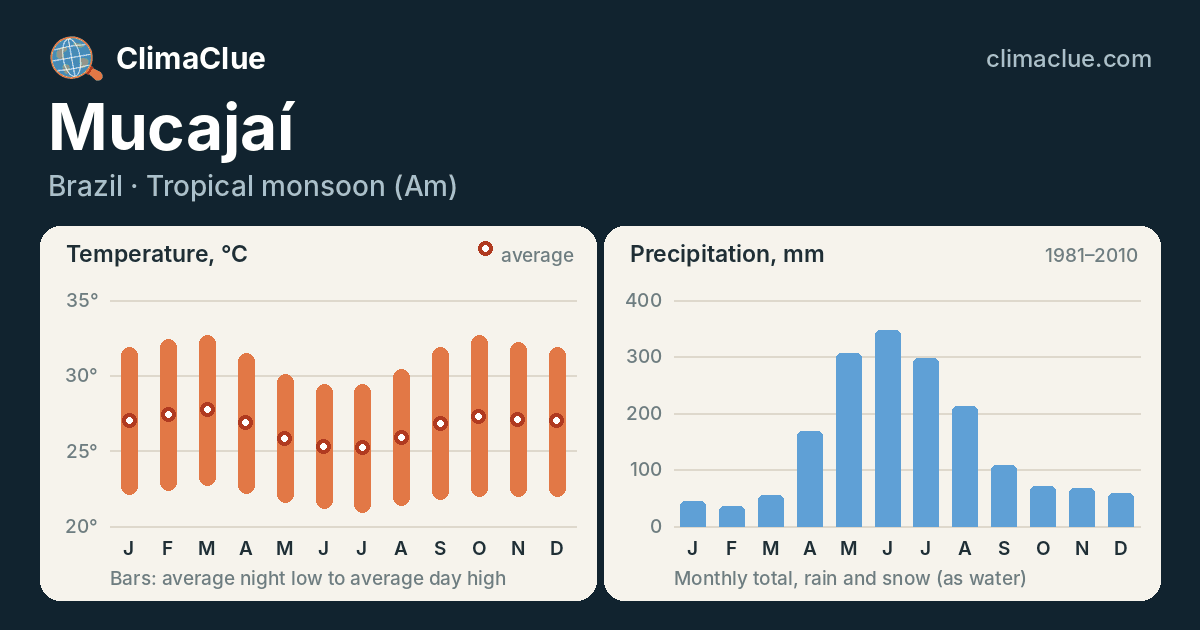 ClimaClue
climaclue.com
Mucajaí
Brazil · Tropical monsoon (Am)
Temperature, °C
average
35°
30°
25°
20°
J F M A M J J A S O N D
Bars: average night low to average day high
Precipitation, mm
1981–2010
400
300
200
100
0
J F M A M J J A S O N D
Monthly total, rain and snow (as water)